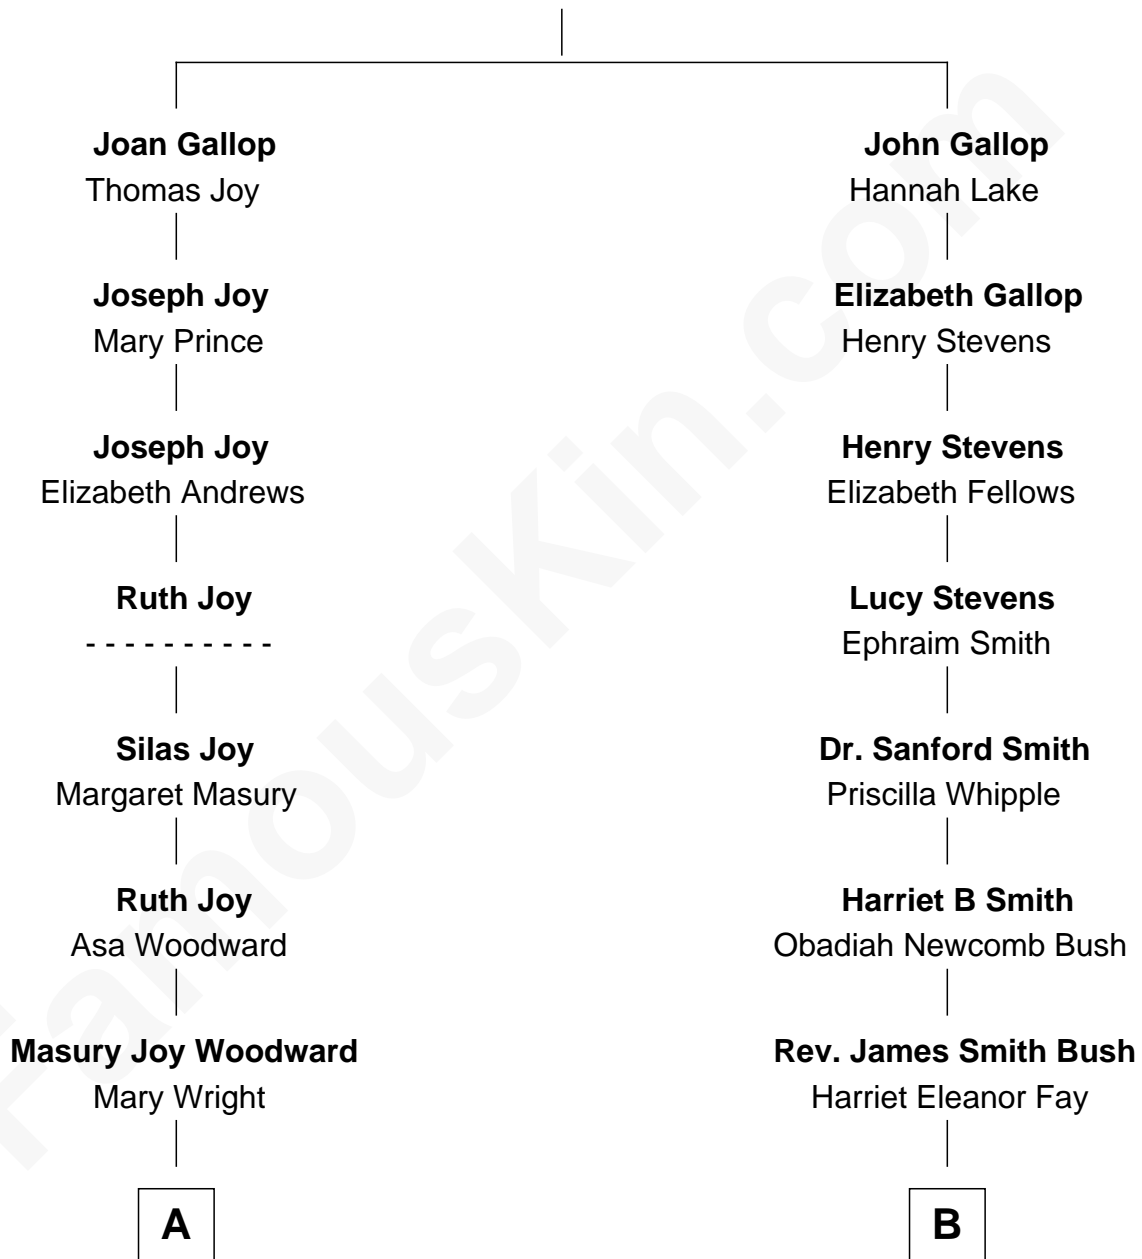 Joan Gallop
Thomas Joy
John Gallop
Hannah Lake
Joseph Joy
Mary Prince
Elizabeth Gallop
Henry Stevens
Joseph Joy
Elizabeth Andrews
Henry Stevens
Elizabeth Fellows
Ruth Joy
- - - - - - - - - -
Lucy Stevens
Ephraim Smith
Silas Joy
Margaret Masury
Dr. Sanford Smith
Priscilla Whipple
Ruth Joy
Asa Woodward
Harriet B Smith
Obadiah Newcomb Bush
Masury Joy Woodward
Mary Wright
Rev. James Smith Bush
Harriet Eleanor Fay
A
B
FamousKin.com